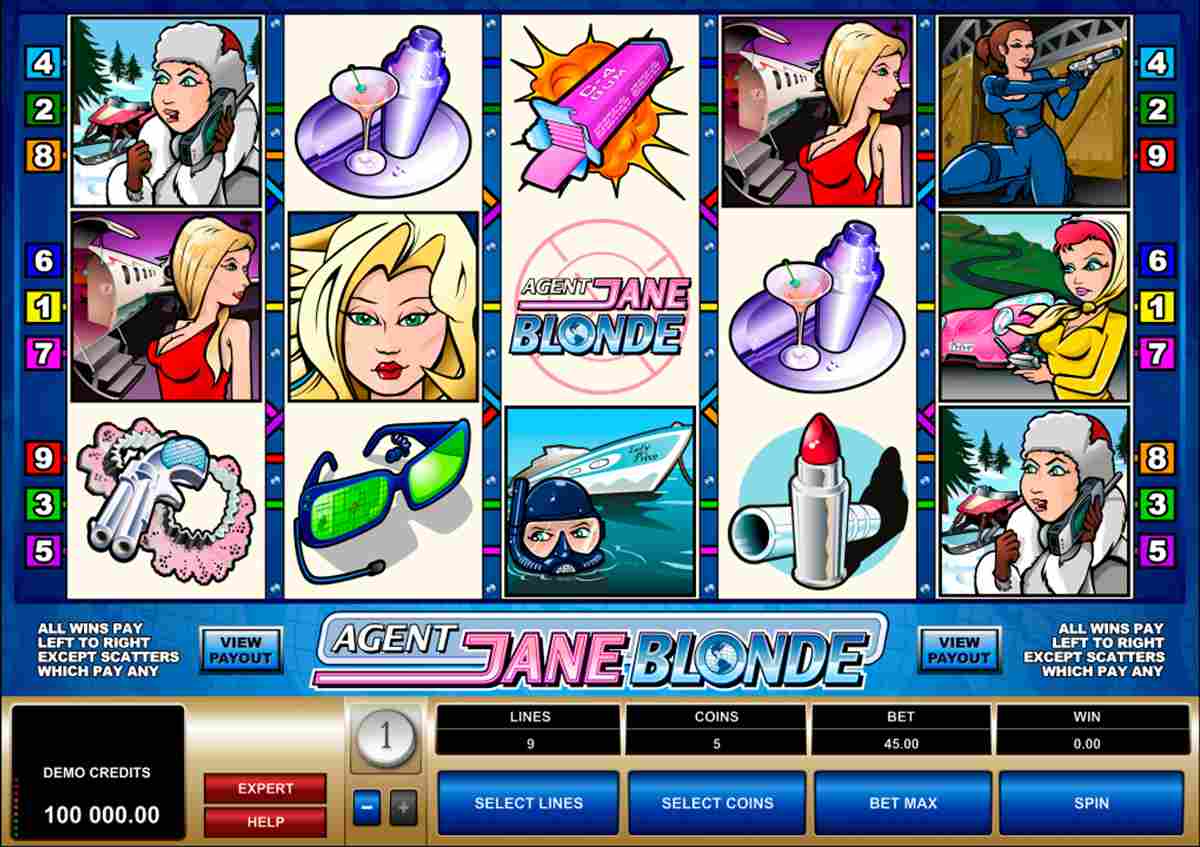 4
2
8
6
1
7
9
3
5
C-4
GUM
AGENT JANE
BLONDE
4
2
9
6
1
7
8
3
5
ALL WINS PAY
LEFT TO RIGHT
EXCEPT SCATTERS
WHICH PAY ANY
VIEW
PAYOUT
AGENT JANE BLONDE
VIEW
PAYOUT
ALL WINS PAY
LEFT TO RIGHT
EXCEPT SCATTERS
WHICH PAY ANY
DEMO CREDITS
100 000.00
EXPERT
HELP
1
-
+
LINES
9
COINS
5
BET
45.00
WIN
0.00
SELECT LINES
SELECT COINS
BET MAX
SPIN